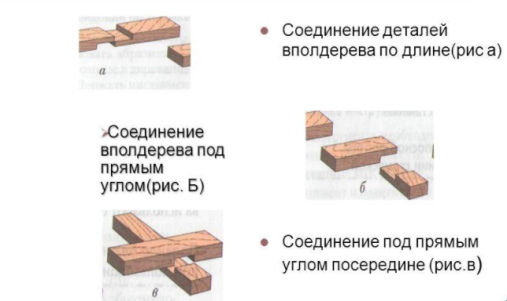 Соединение деталей
вполдерева по длине(рис а)
а
Соединение
вполдерева под
прямым
углом(рис. Б)
б
Соединение под прямым
углом посередине (рис.в)
в